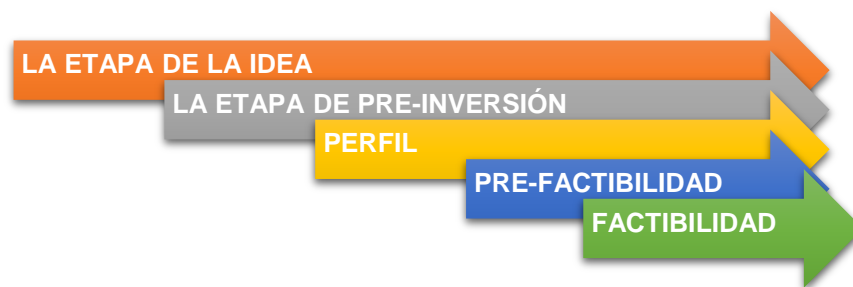 LA ETAPA DE LA IDEA
LA ETAPA DE PRE-INVERSIÓN
PERFIL
PRE-FACTIBILIDAD
FACTIBILIDAD